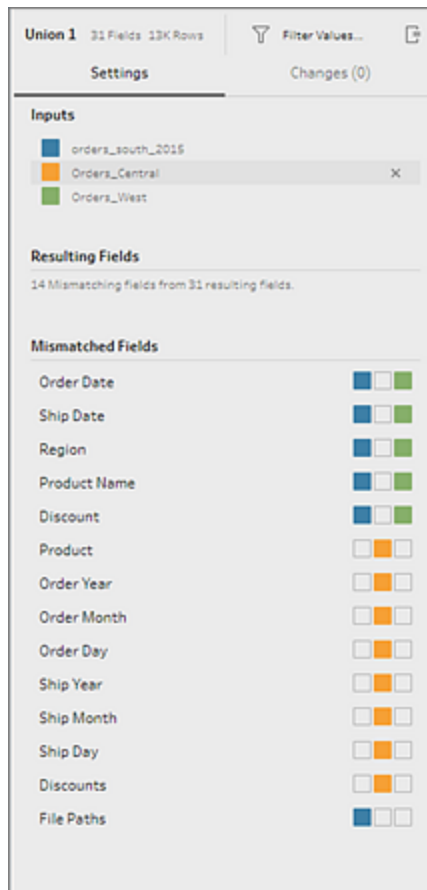 Union 1 31 Fields 13K Rows Filter Values...
Settings Changes (0)
Inputs
orders_south_2015
Orders_Central
Orders_West
Resulting Fields
14 Mismatching fields from 31 resulting fields.
Mismatched Fields
Order Date
Ship Date
Region
Product Name
Discount
Product
Order Year
Order Month
Order Day
Ship Year
Ship Month
Ship Day
Discounts
File Paths